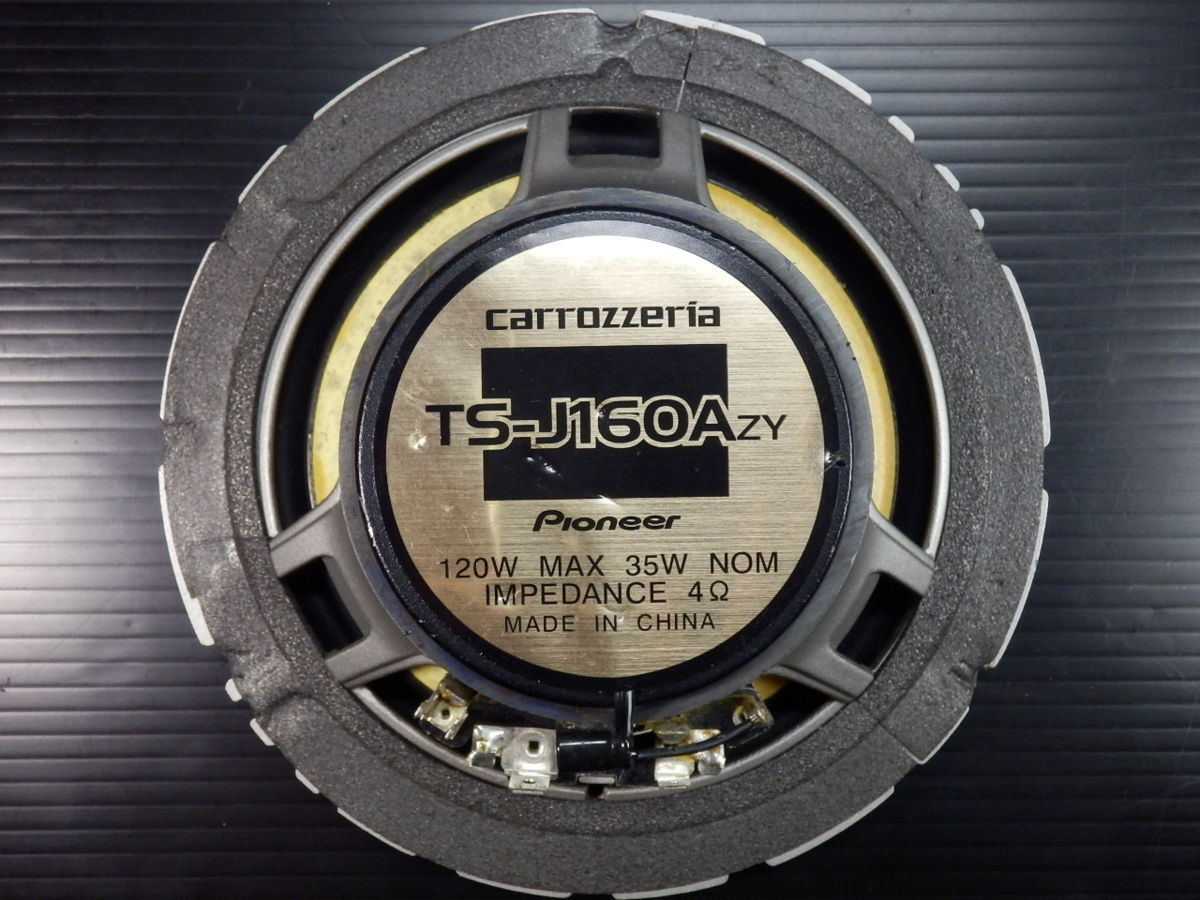 carrozzeria
TS-J160AZY
Pioneer
120W MAX 35W NOM
IMPEDANCE 4Ω
MADE IN CHINA